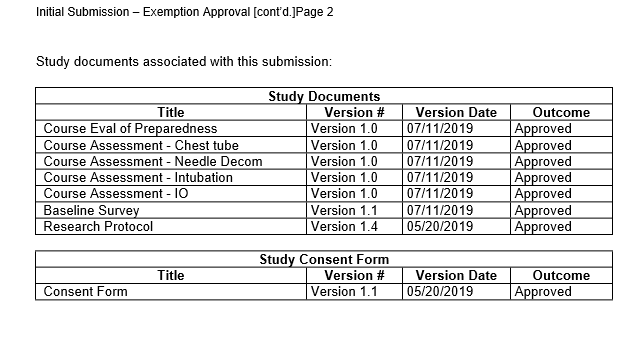 Initial Submission – Exemption Approval [cont'd.]Page 2
Study documents associated with this submission:
Study Documents
Title Version # Version Date Outcome
Course Eval of Preparedness Version 1.0 07/11/2019 Approved
Course Assessment - Chest tube Version 1.0 07/11/2019 Approved
Course Assessment - Needle Decom Version 1.0 07/11/2019 Approved
Course Assessment - Intubation Version 1.0 07/11/2019 Approved
Course Assessment - IO Version 1.0 07/11/2019 Approved
Baseline Survey Version 1.1 07/11/2019 Approved
Research Protocol Version 1.4 05/20/2019 Approved
Study Consent Form
Title Version # Version Date Outcome
Consent Form Version 1.1 05/20/2019 Approved